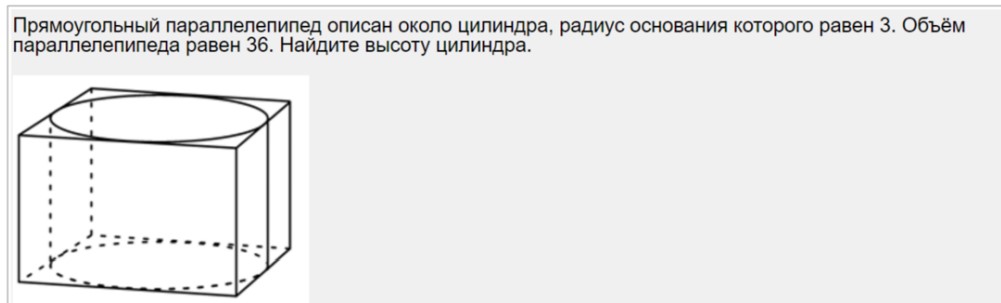 Прямоугольный параллелепипед описан около цилиндра, радиус основания которого равен 3. Объём
параллелепипеда равен 36. Найдите высоту цилиндра.